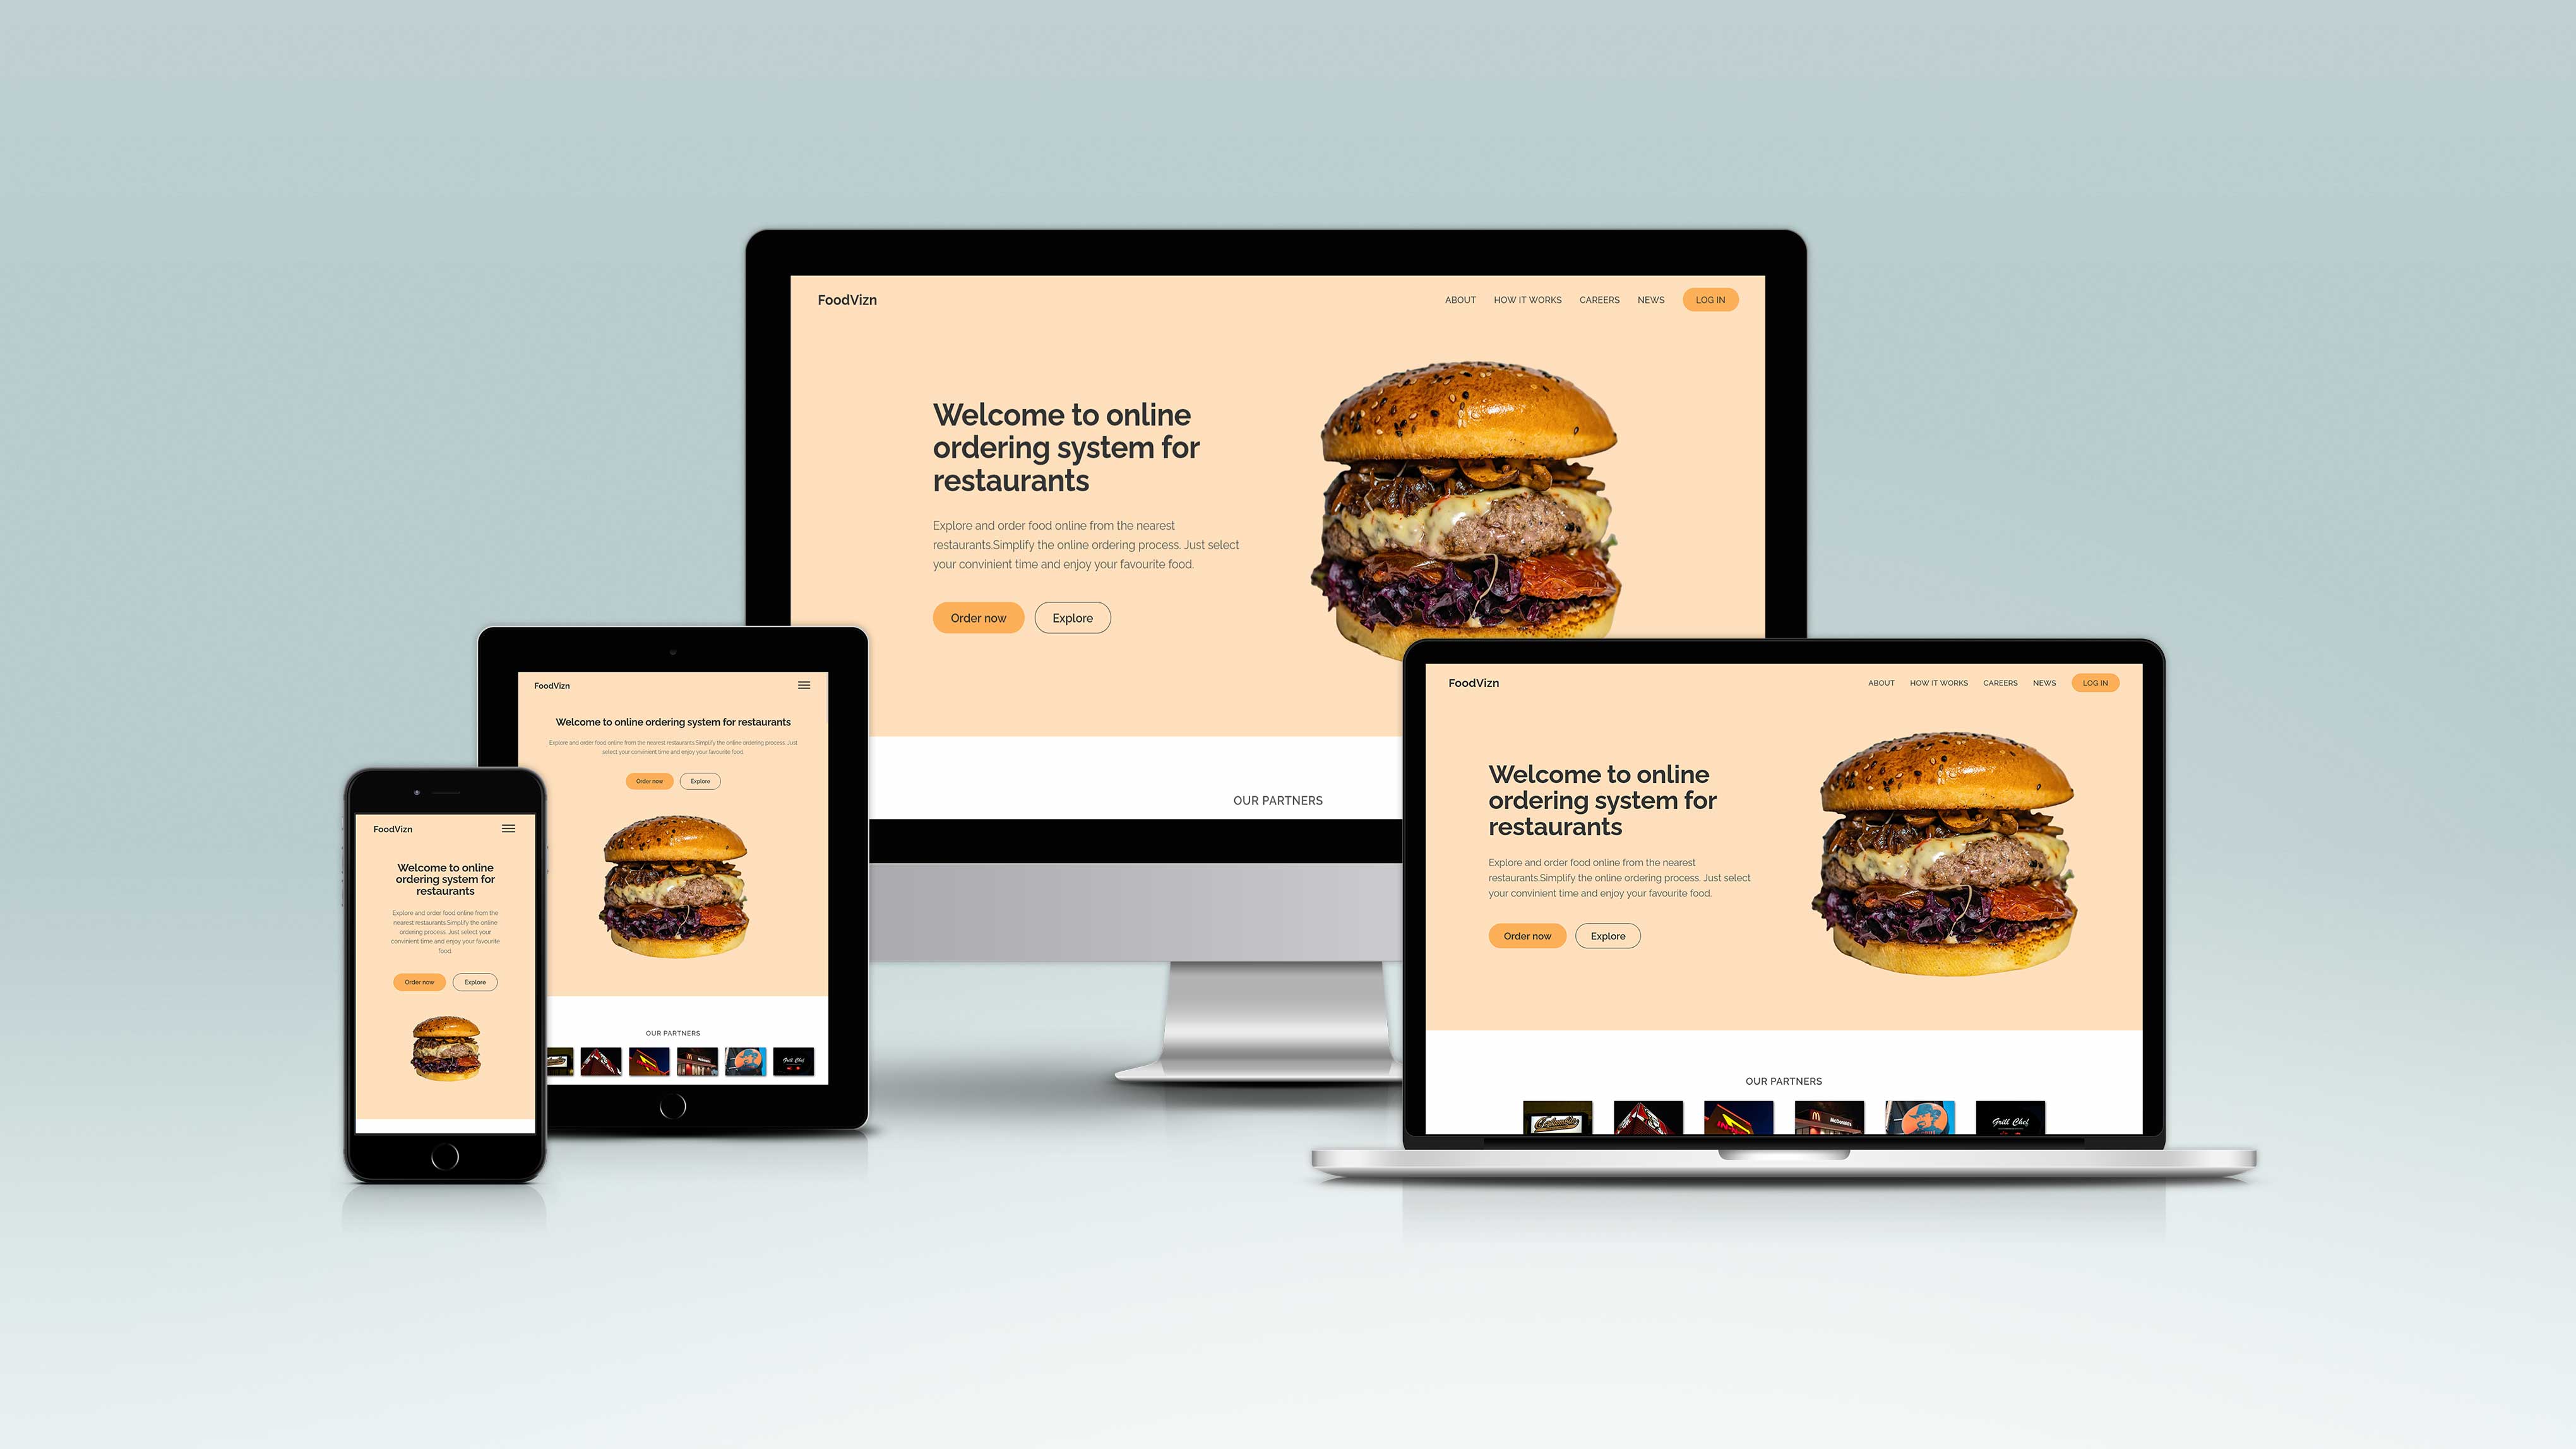 FoodVizn
ABOUT HOW IT WORKS CAREERS NEWS LOG IN
Welcome to online
ordering system for
restaurants
Explore and order food online from the nearest
restaurants.Simplify the online ordering process. Just select
your convinient time and enjoy your favourite food.
Order now Explore
OUR PARTNERS
FoodVizn
Welcome to online ordering system for restaurants
Explore and order food online from the nearest restaurants.Simplify the online ordering process. Just
select your convinient time and enjoy your favourite food.
Order now Explore
OUR PARTNERS
Grill Chef
FoodVizn
Welcome to online
ordering system for
restaurants
Explore and order food online from the
nearest restaurants.Simplify the online
ordering process. Just select your
convinient time and enjoy your favourite
food.
Order now Explore
FoodVizn
ABOUT HOW IT WORKS CAREERS NEWS LOG IN
Welcome to online
ordering system for
restaurants
Explore and order food online from the nearest
restaurants.Simplify the online ordering process. Just select
your convinient time and enjoy your favourite food.
Order now Explore
OUR PARTNERS
McDonald's
Grill Chef